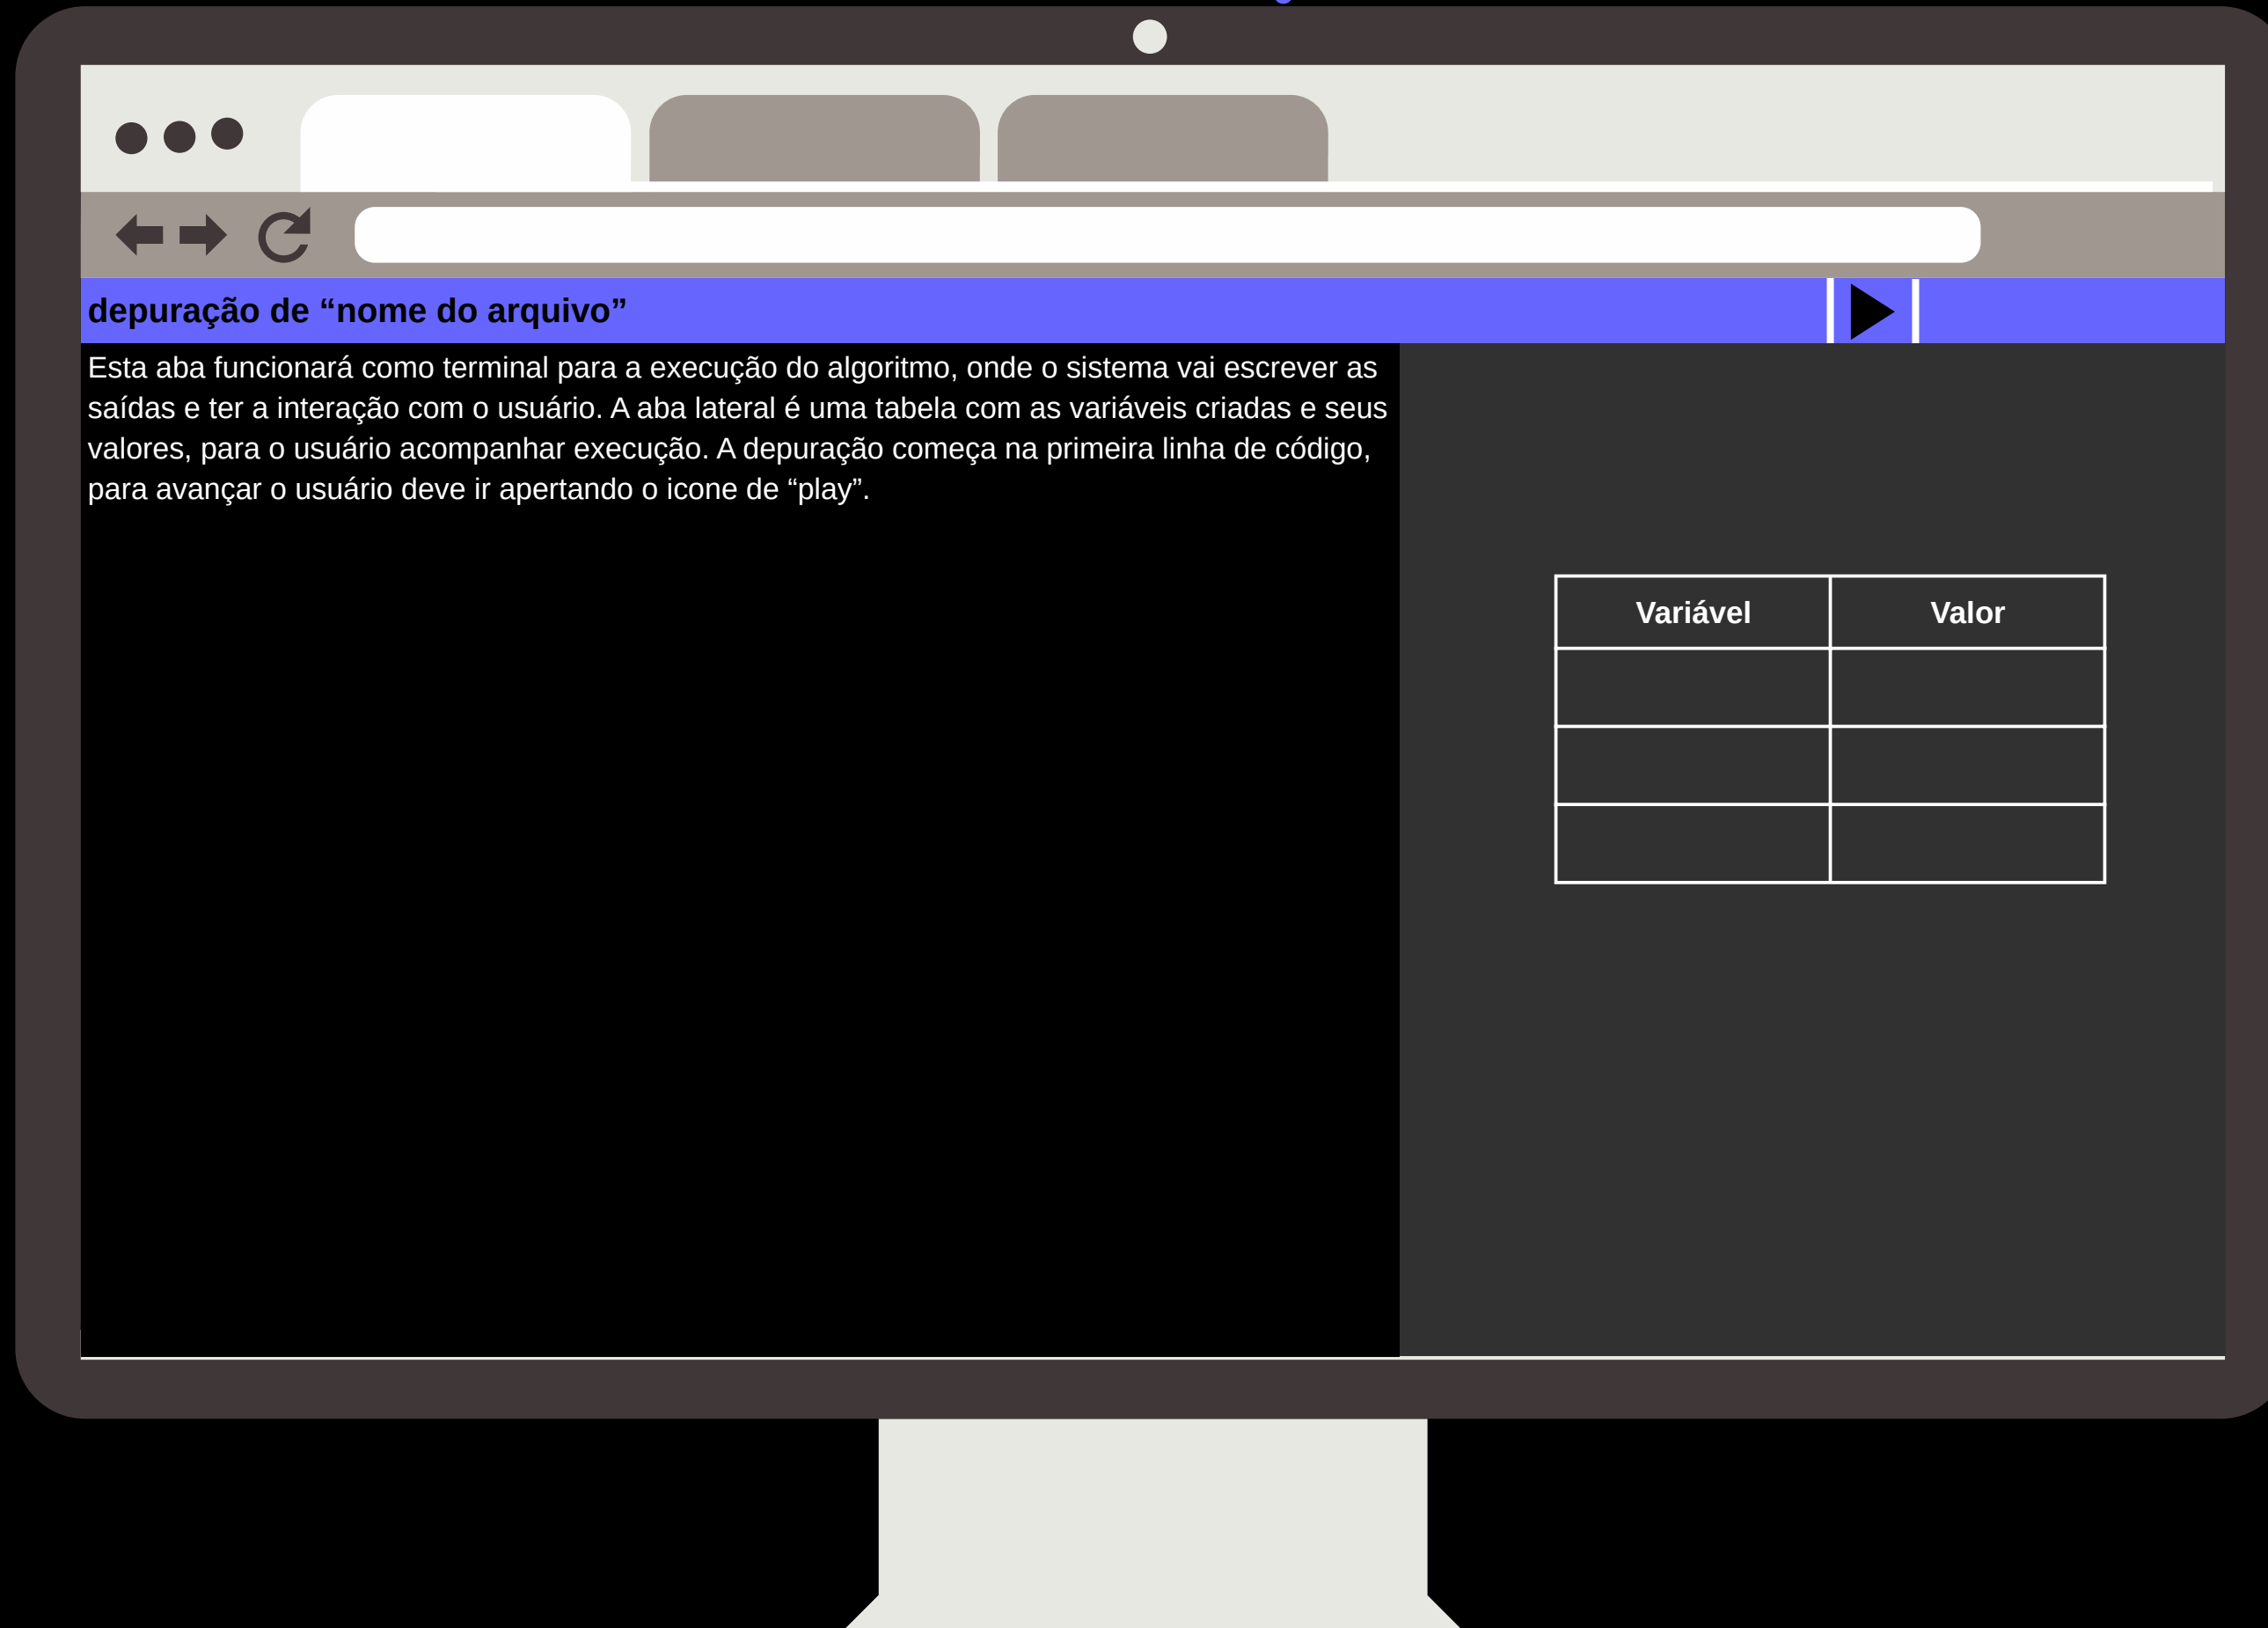 depuração de “nome do arquivo”
Esta aba funcionará como terminal para a execução do algoritmo, onde o sistema vai escrever as
saídas e ter a interação com o usuário. A aba lateral é uma tabela com as variáveis criadas e seus
valores, para o usuário acompanhar execução. A depuração começa na primeira linha de código,
para avançar o usuário deve ir apertando o icone de “play”.
Variável Valor